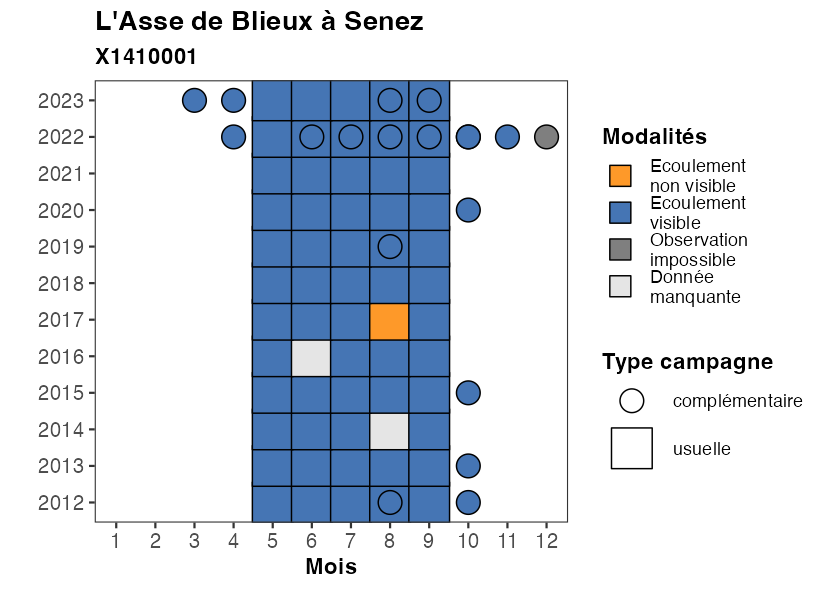 L'Asse de Blieux à Senez
X1410001
2023
2022
2021
2020
2019
2018
2017
2016
2015
2014
2013
2012
1 2 3 4 5 6 7 8 9 10 11 12
Mois
Modalités
Ecoulement
non visible
Ecoulement
visible
Observation
impossible
Donnée
manquante
Type campagne
complémentaire
usuelle